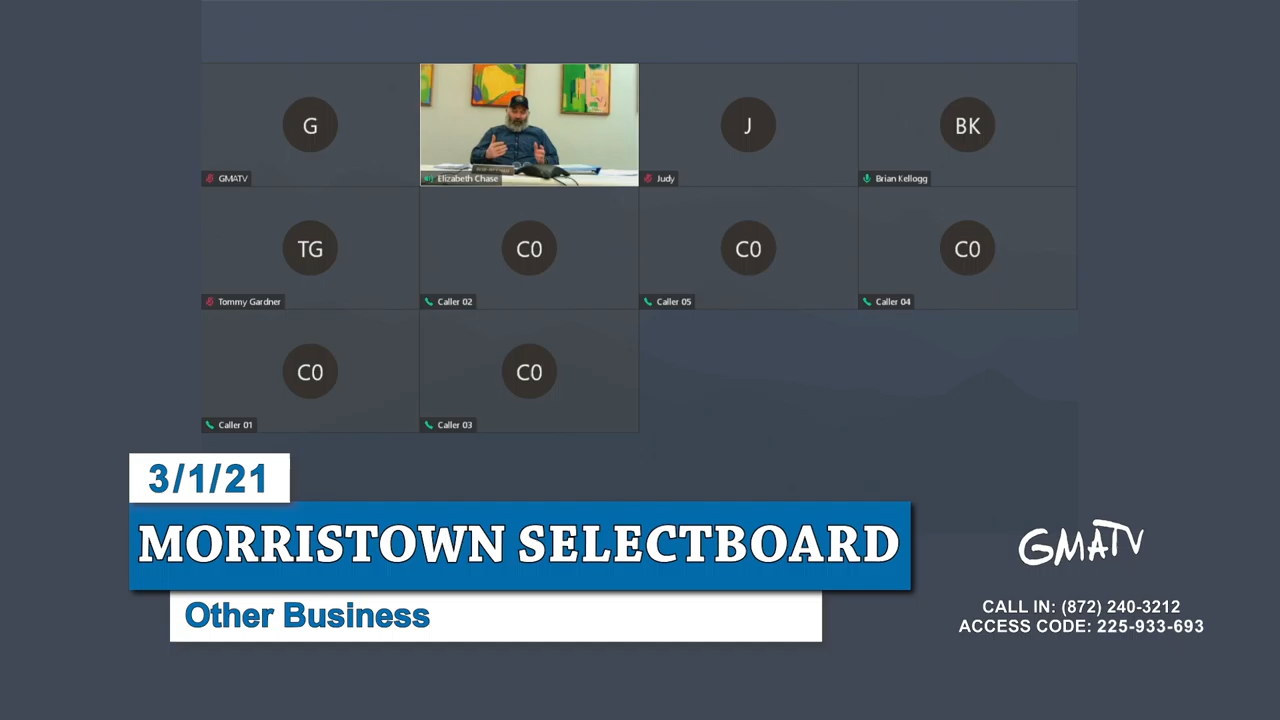 G
GMATV
Elizabeth Chase
J
Judy
BK
Brian Kellogg
TG
Tommy Gardner
C0
Caller 02
C0
Caller 05
C0
Caller 04
C0
Caller 01
C0
Caller 03
3/1/21
MORRISTOWN SELECTBOARD
Other Business
GMATV
CALL IN: (872) 240-3212
ACCESS CODE: 225-933-693